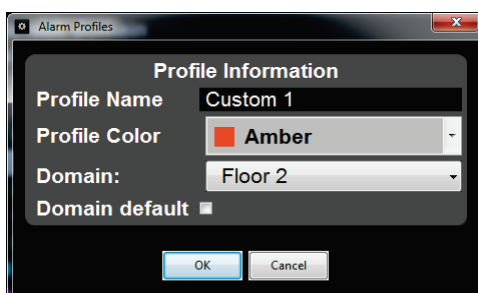 Alarm Profiles
Profile Information
Profile Name Custom 1
Profile Color Amber
Domain: Floor 2
Domain default
OK Cancel